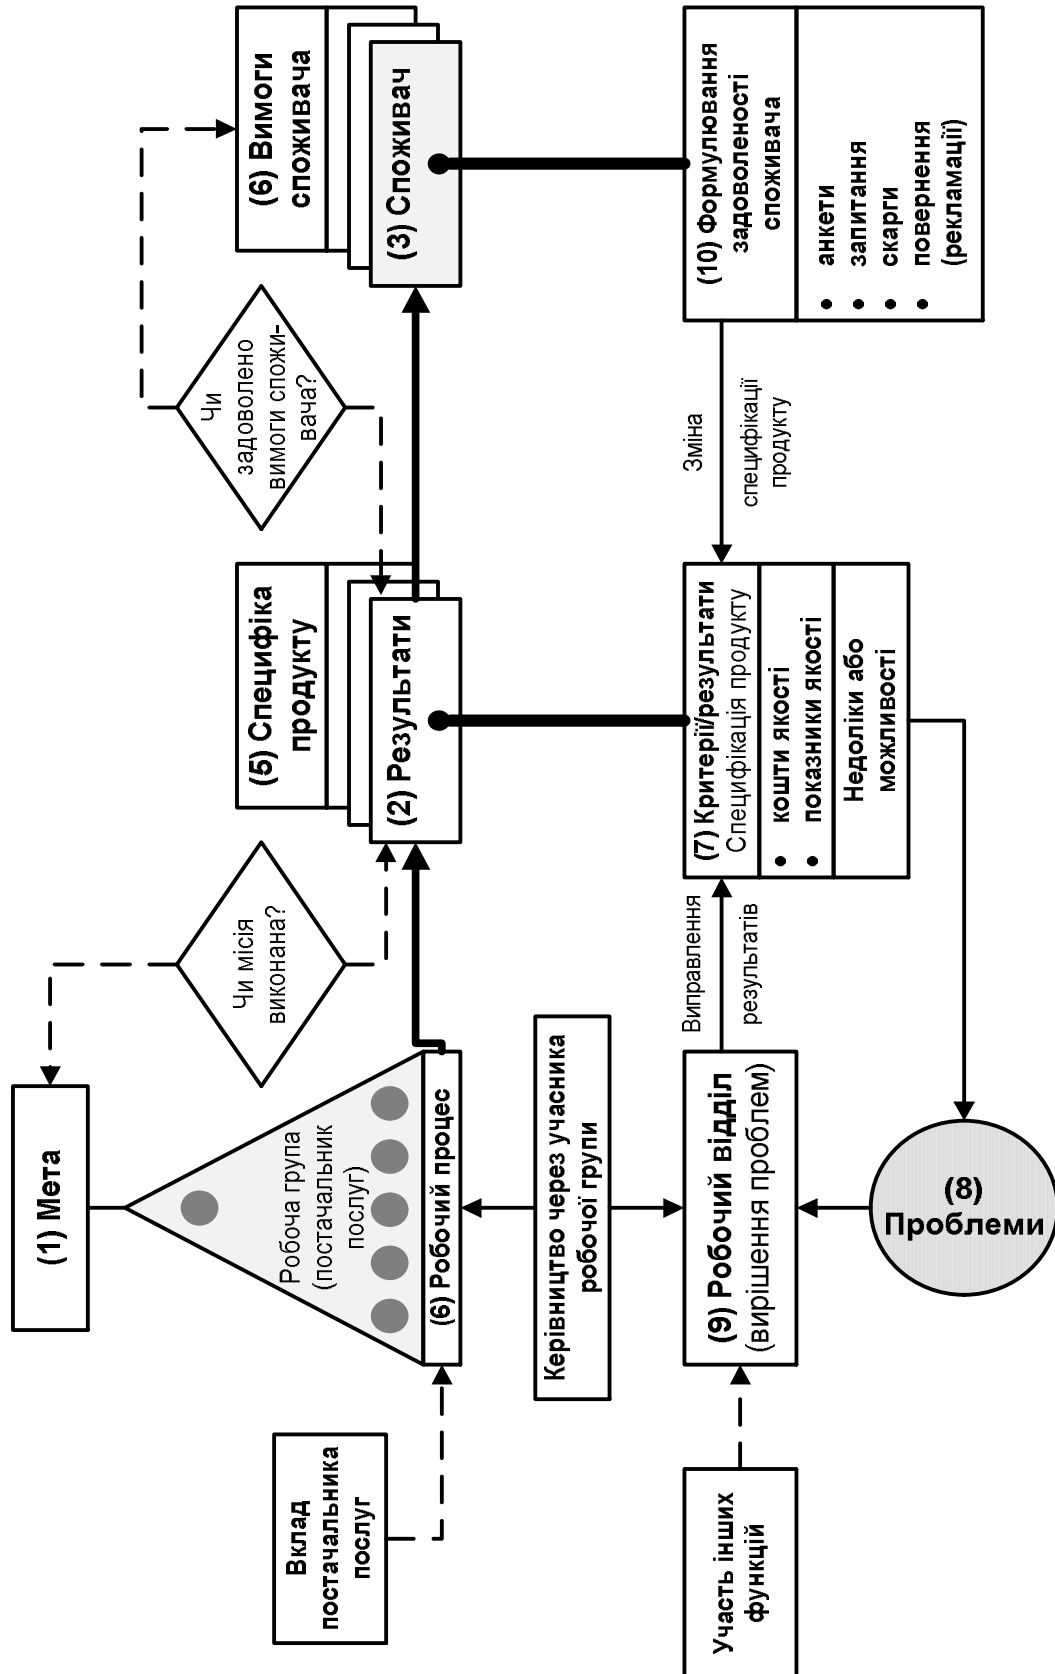 (1) Мета
Чи місія
виконана?
Робоча група
(постачальник
послуг)
(6) Робочий процес
Вклад
постачальника
послуг
(5) Специфіка
продукту
(2) Результати
Чи
задоволено
вимоги спожи-
вача?
(6) Вимоги
споживача
(3) Споживач
Керівництво через учасника
робочої групи
Участь інших
функцій
(9) Робочий відділ
(вирішення проблем)
Виправлення
результатів
(7) Критерії/результати
Специфікація продукту
• кошти якості
• показники якості
Недоліки або
можливості
Зміна
специфікації
продукту
(10) Формулювання
задоволеності
споживача
• анкети
• запитання
• скарги
• повернення
(рекламації)
(8)
Проблеми